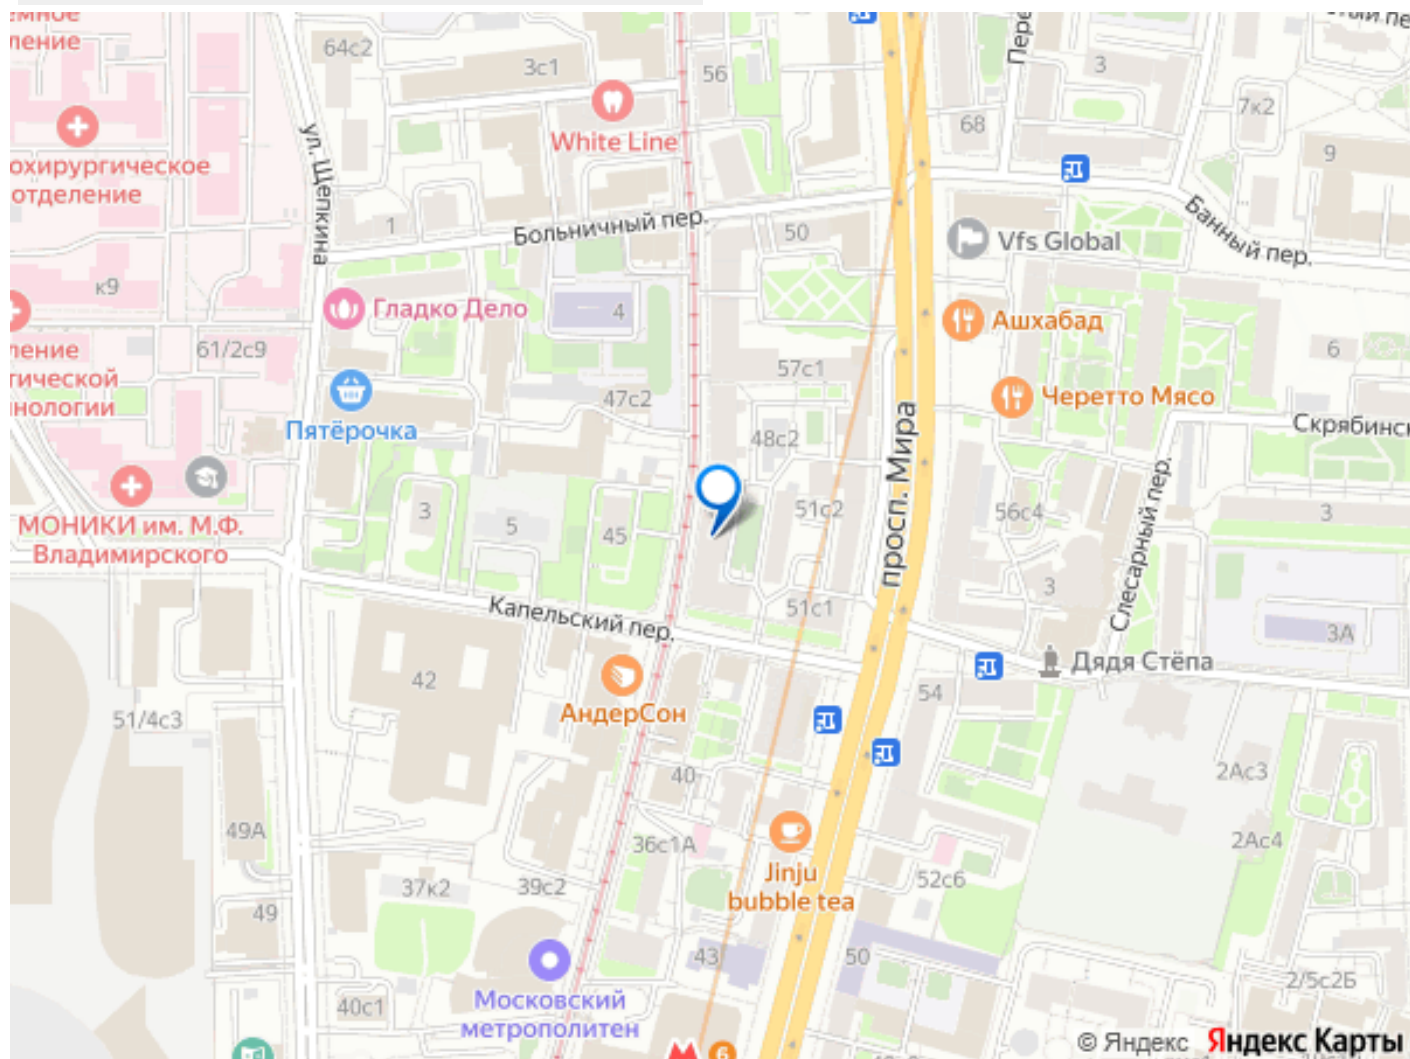 ление
64с2
3с1
56
3
7к2
68
9
White Line
ул. Щепкина
охирургическое
отделение
1
Больничный пер.
50
Vfs Global
Банный пер.
к9
Гладко Дело
4
Ашхабад
61/2с9
57с1
6
ление
тической
нологии
Пятёрочка
47с2
Черетто Мясо
просп. Мира
48с2
Скрябинск
МОНИКИ им. М.Ф.
Владимирского
3
5
45
51с2
56с4
Слесарный пер.
3
3
Капельский пер.
51с1
3А
Дядя Стёпа
42
54
51/4с3
АндерСон
40
2Ас3
49А
36с1А
Jinju
bubble tea
2Ас4
37к2
39с2
52с6
49
43
50
Московский
метрополитен
40с1
2/5с2Б
6
© Яндекс Яндекс Карты